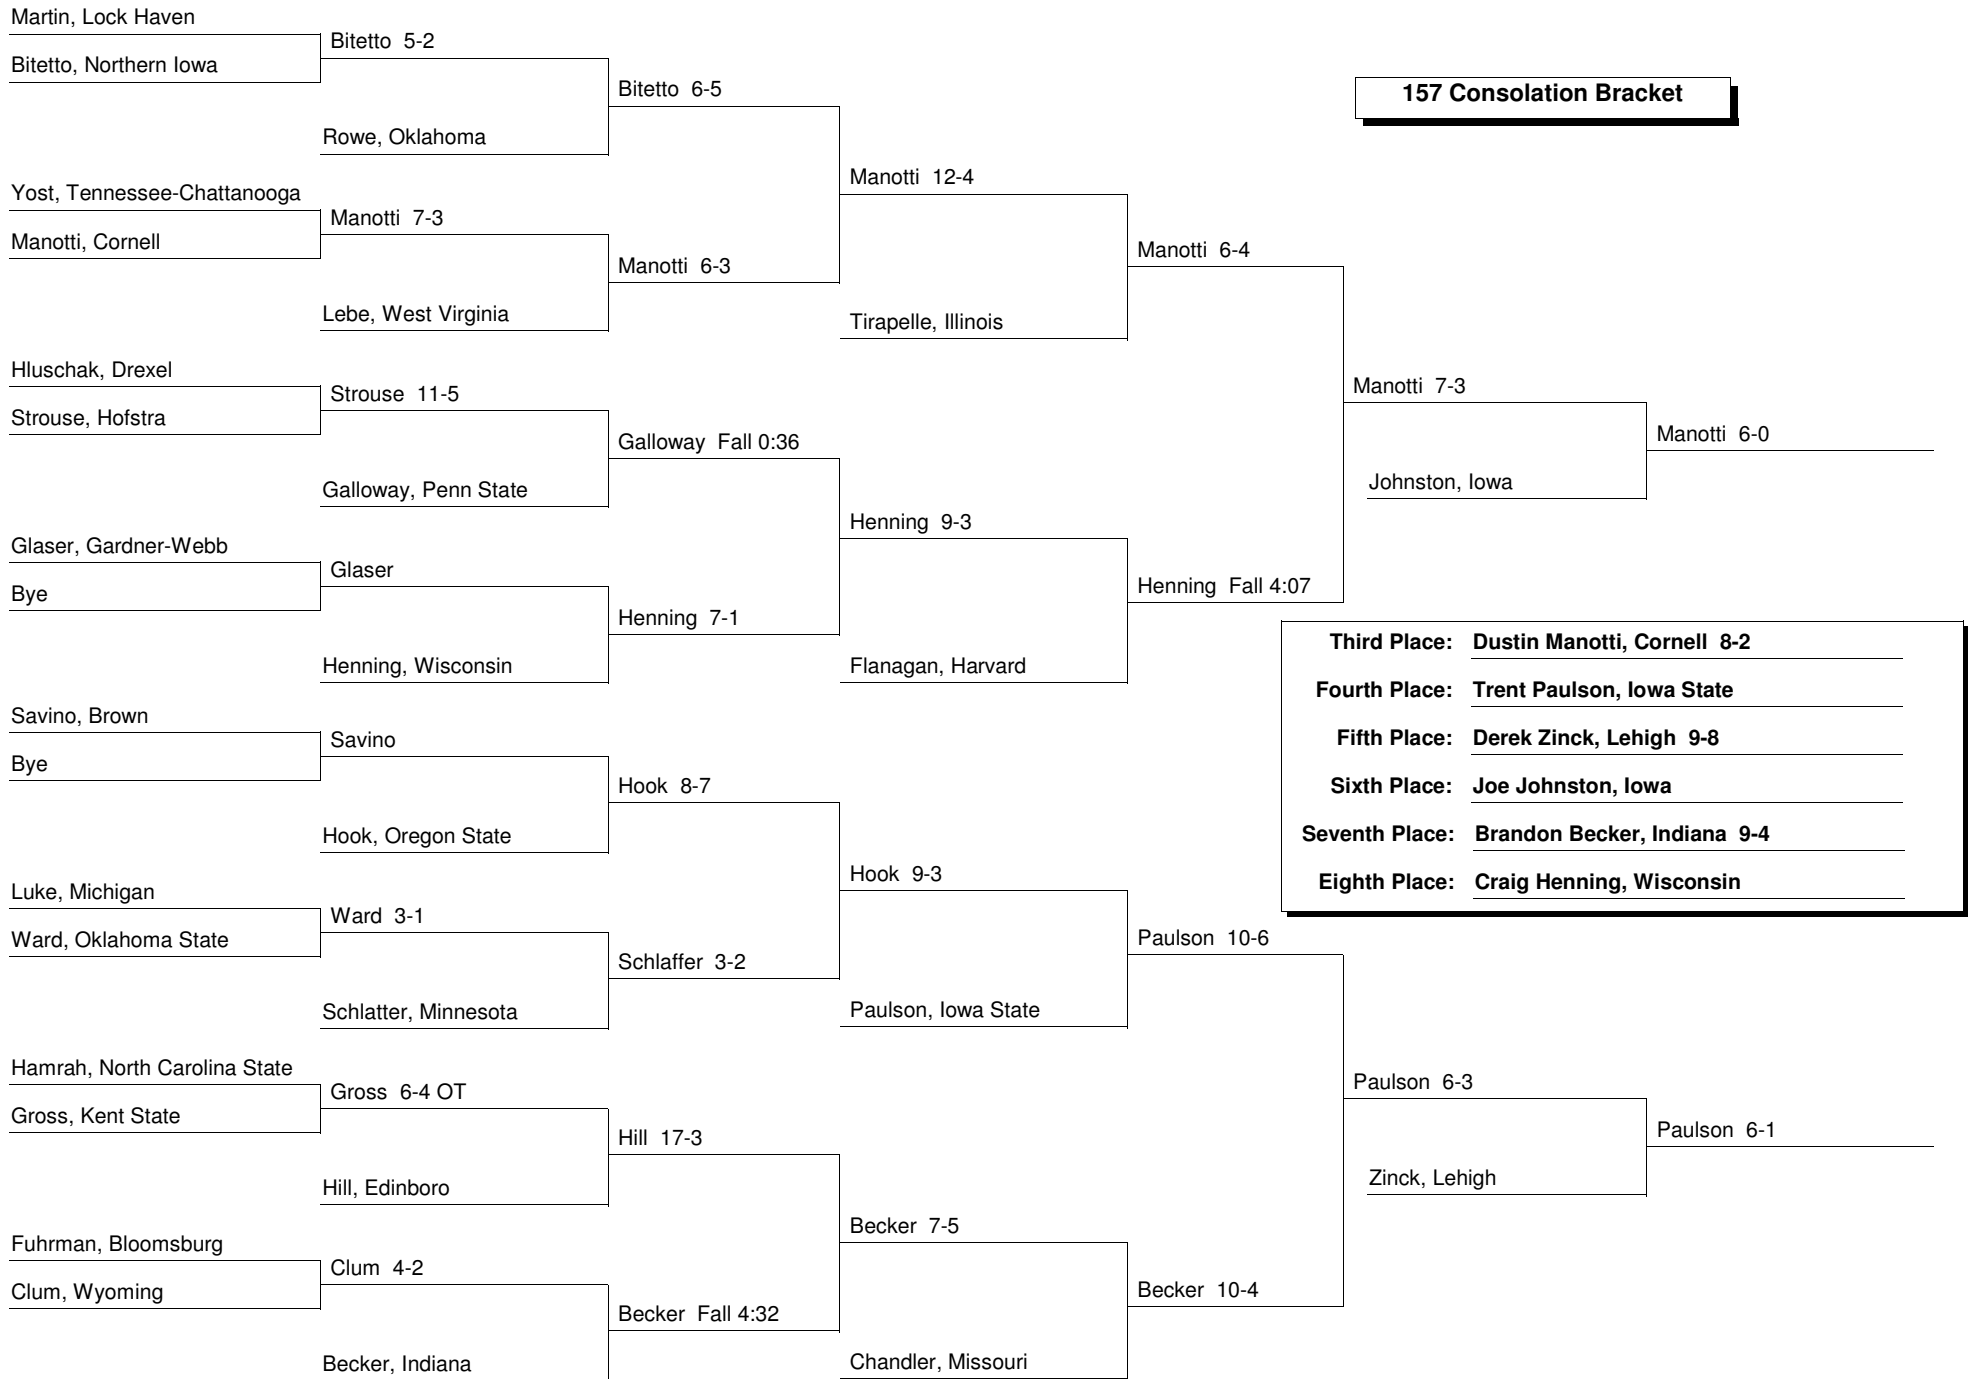 Martin, Lock Haven
Bitetto 5-2
Bitetto, Northern Iowa
Bitetto 6-5
157 Consolation Bracket
Rowe, Oklahoma
Manotti 12-4
Yost, Tennessee-Chattanooga
Manotti 7-3
Manotti, Cornell
Manotti 6-4
Manotti 6-3
Lebe, West Virginia
Tirapelle, Illinois
Hluschak, Drexel
Strouse 11-5
Manotti 7-3
Strouse, Hofstra
Galloway Fall 0:36
Manotti 6-0
Galloway, Penn State
Johnston, Iowa
Henning 9-3
Glaser, Gardner-Webb
Glaser
Bye
Henning Fall 4:07
Henning 7-1
Henning, Wisconsin
Flanagan, Harvard
Third Place: Dustin Manotti, Cornell 8-2
Fourth Place: Trent Paulson, Iowa State
Fifth Place: Derek Zinck, Lehigh 9-8
Sixth Place: Joe Johnston, Iowa
Seventh Place: Brandon Becker, Indiana 9-4
Eighth Place: Craig Henning, Wisconsin
Savino, Brown
Savino
Bye
Hook 8-7
Hook, Oregon State
Hook 9-3
Luke, Michigan
Ward 3-1
Ward, Oklahoma State
Paulson 10-6
Schlaffer 3-2
Schlatter, Minnesota
Paulson, Iowa State
Hamrah, North Carolina State
Gross 6-4 OT
Paulson 6-3
Gross, Kent State
Hill 17-3
Paulson 6-1
Hill, Edinboro
Zinck, Lehigh
Becker 7-5
Fuhrman, Bloomsburg
Clum 4-2
Clum, Wyoming
Becker 10-4
Becker Fall 4:32
Becker, Indiana
Chandler, Missouri